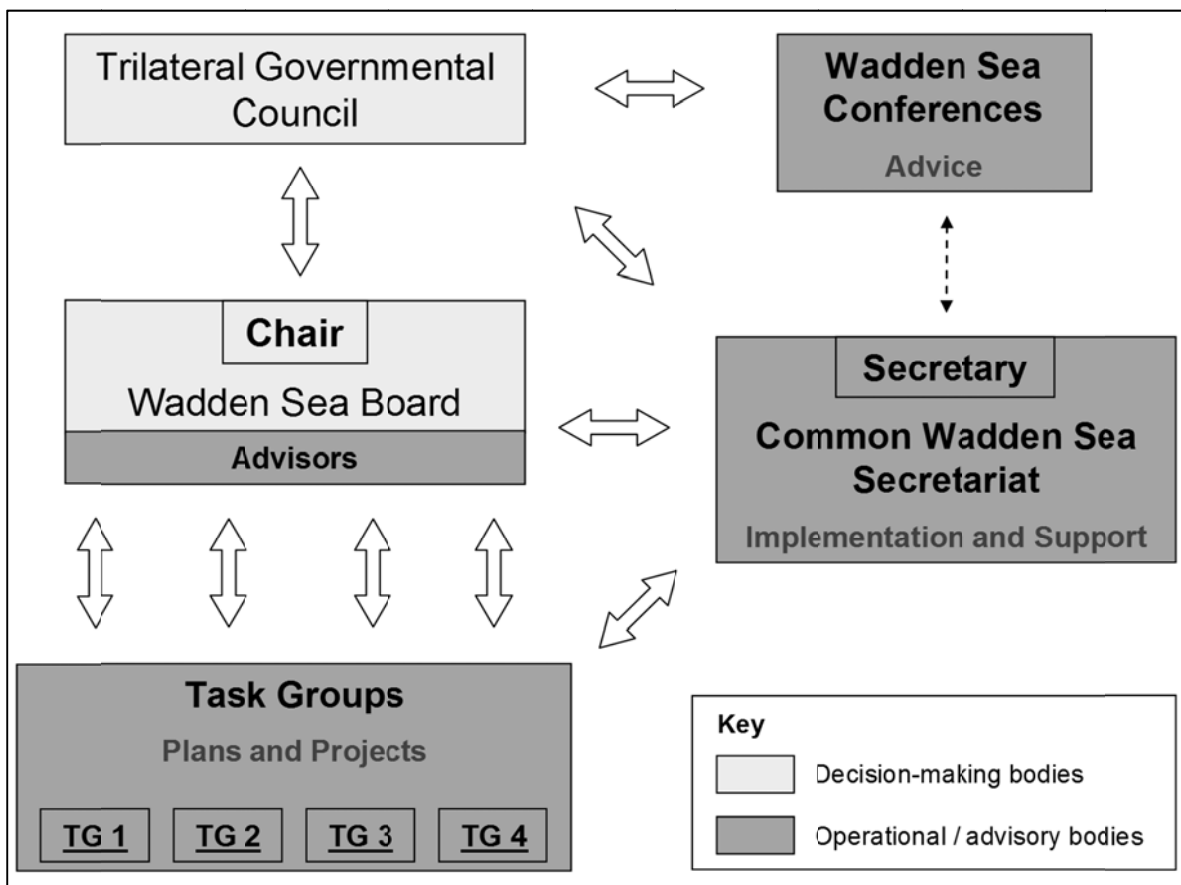 Trilateral Governmental
Council
Wadden Sea
Conferences
Advice
Chair
Wadden Sea Board
Advisors
Secretary
Common Wadden Sea
Secretariat
Implementation and Support
Task Groups
Plans and Projects
TG 1
TG 2
TG 3
TG 4
Key
Decision-making bodies
Operational / advisory bodies